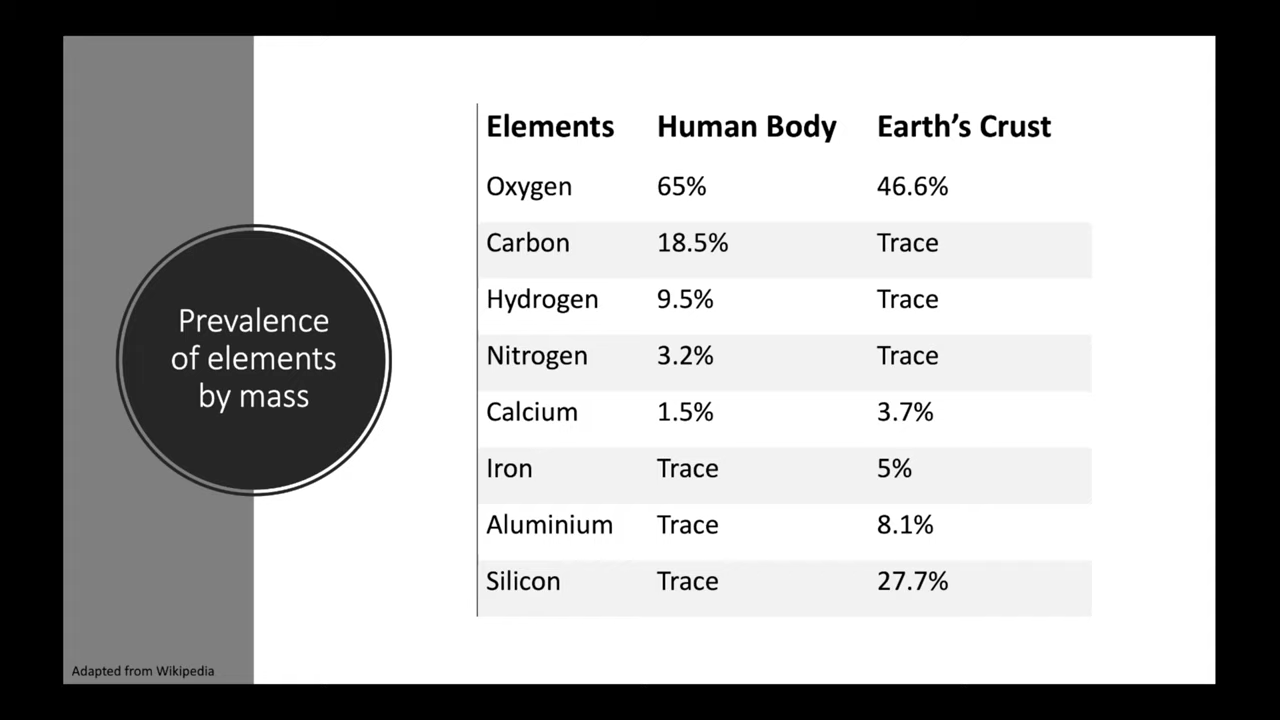 Prevalence
of elements
by mass
Elements Human Body Earth's Crust
Oxygen 65% 46.6%
Carbon 18.5% Trace
Hydrogen 9.5% Trace
Nitrogen 3.2% Trace
Calcium 1.5% 3.7%
Iron Trace 5%
Aluminium Trace 8.1%
Silicon Trace 27.7%
Adapted from Wikipedia